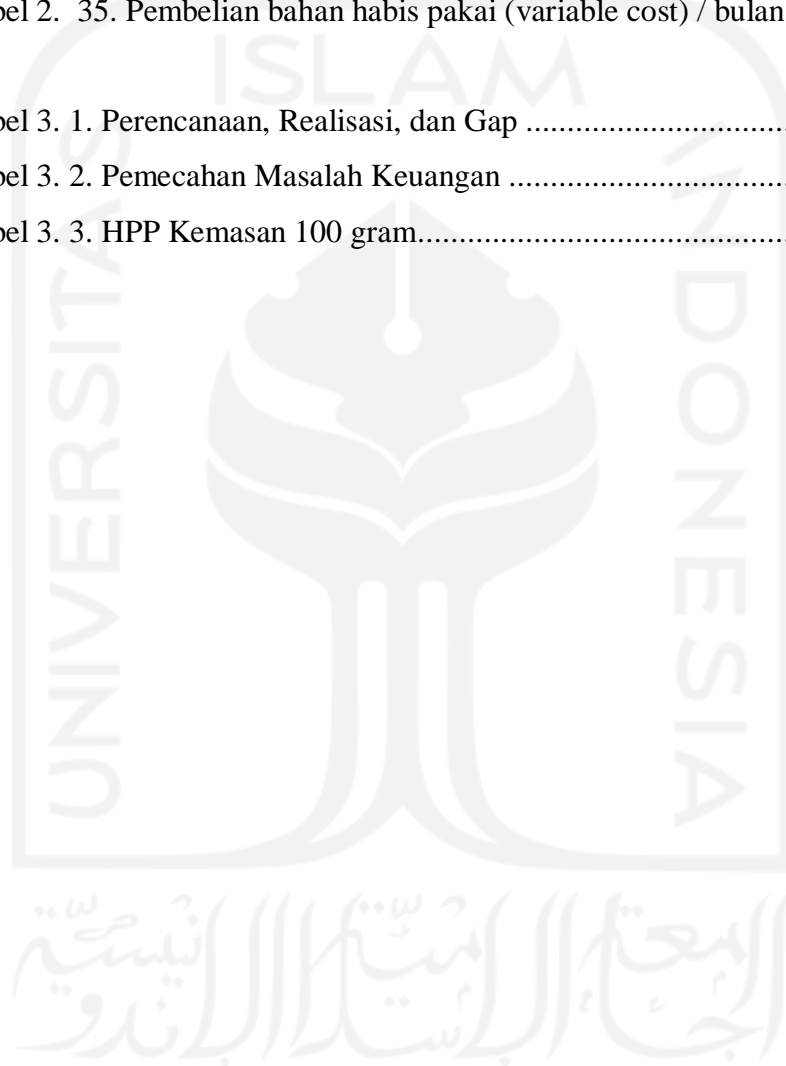 bel 2.  35. Pembelian bahan habis pakai (variable cost) / bulan
bel 3. 1. Perencanaan, Realisasi, dan Gap ................................
bel 3. 2. Pemecahan Masalah Keuangan ..................................
bel 3. 3. HPP Kemasan 100 gram.............................................
ISLAM
UNIVERSITAS
INDONESIA